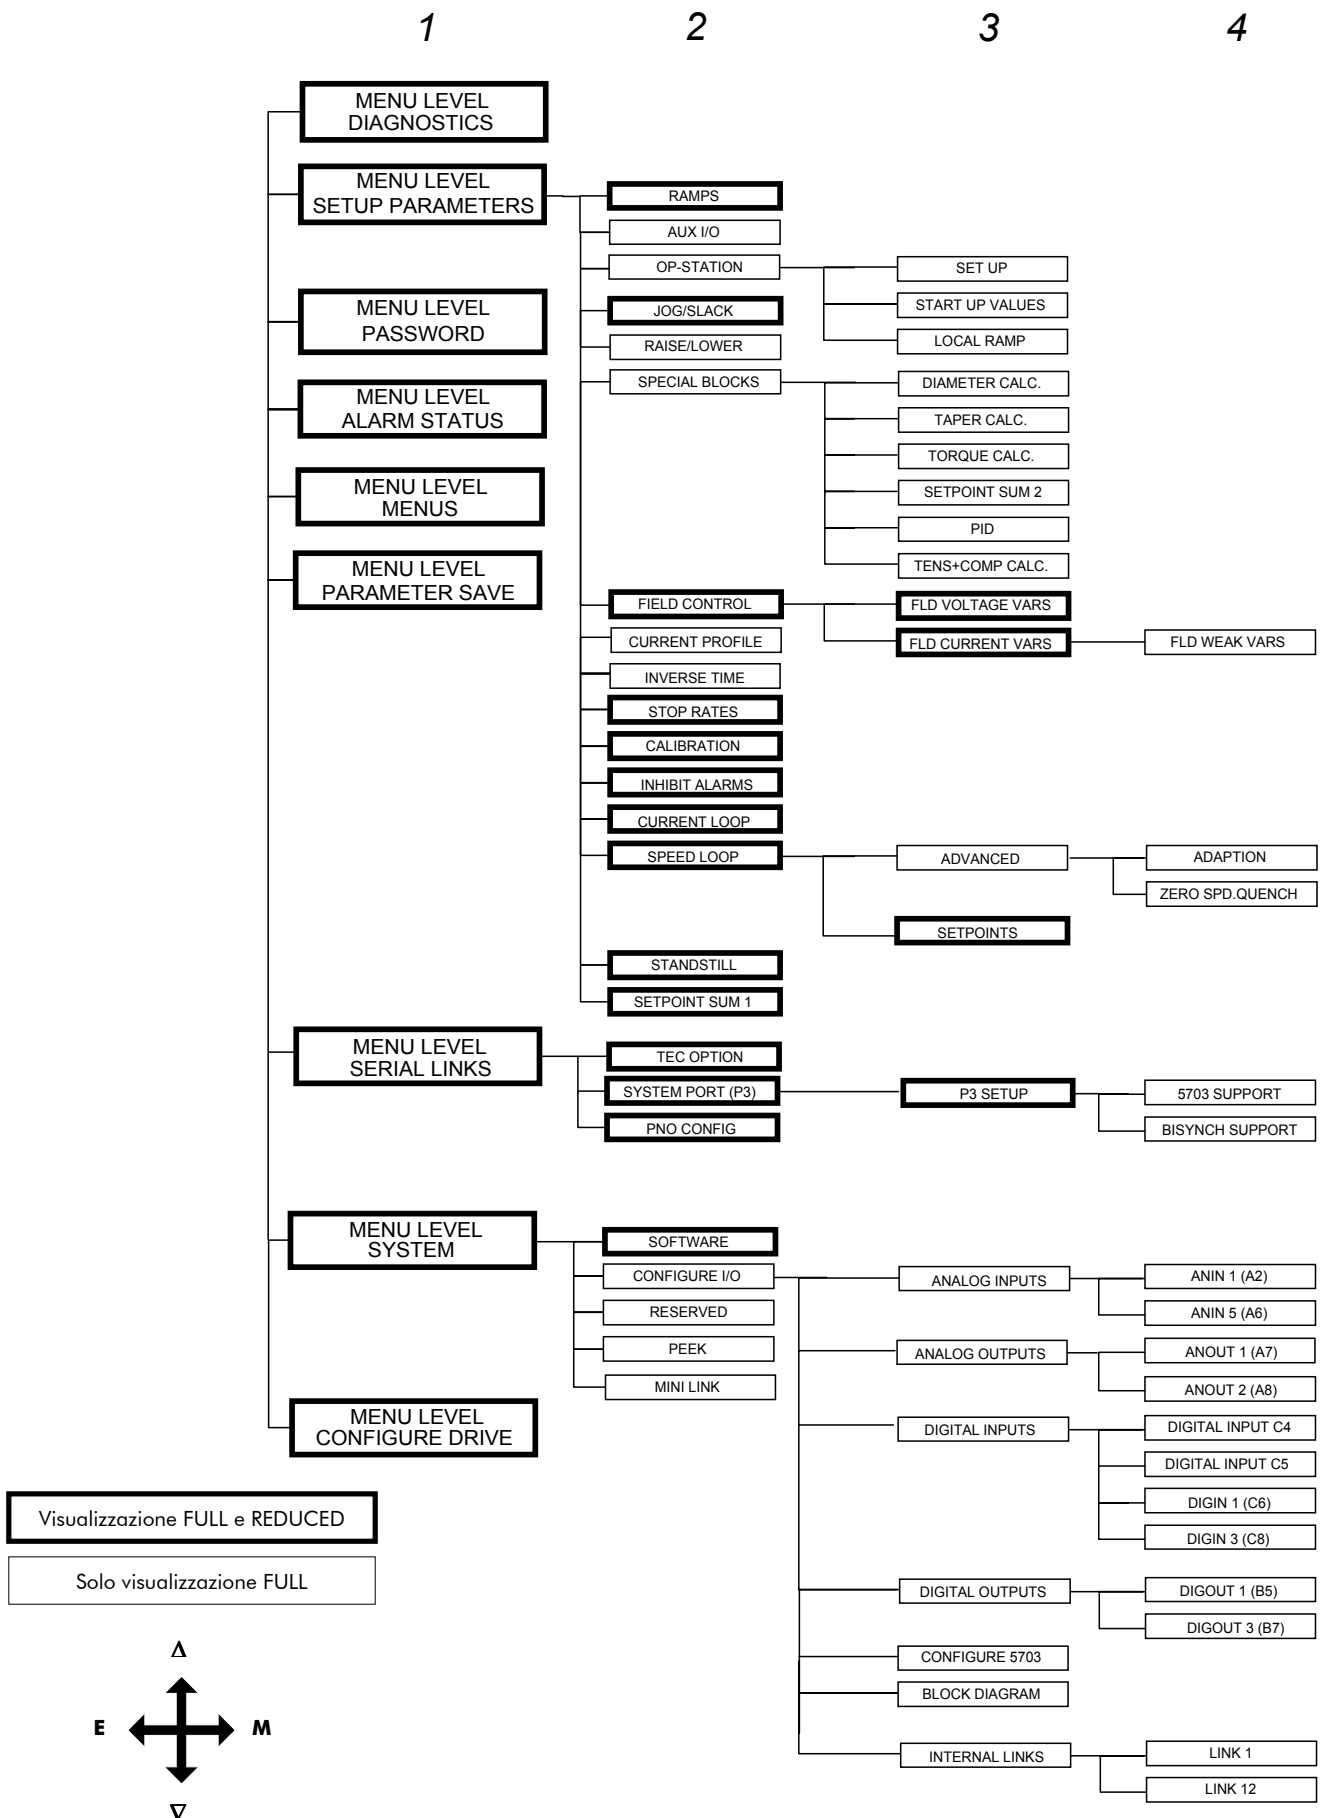 1
2
3
4
MENU LEVEL
DIAGNOSTICS
MENU LEVEL
SETUP PARAMETERS
RAMPS
AUX I/O
OP-STATION
SET UP
START UP VALUES
LOCAL RAMP
JOG/SLACK
RAISE/LOWER
SPECIAL BLOCKS
DIAMETER CALC.
TAPER CALC.
TORQUE CALC.
SETPOINT SUM 2
PID
TENS+COMP CALC.
MENU LEVEL
PASSWORD
MENU LEVEL
ALARM STATUS
MENU LEVEL
MENUS
MENU LEVEL
PARAMETER SAVE
FIELD CONTROL
FLD VOLTAGE VARS
FLD CURRENT VARS
FLD WEAK VARS
CURRENT PROFILE
INVERSE TIME
STOP RATES
CALIBRATION
INHIBIT ALARMS
CURRENT LOOP
SPEED LOOP
ADVANCED
ADAPTION
ZERO SPD.QUENCH
SETPOINTS
STANDSTILL
SETPOINT SUM 1
MENU LEVEL
SERIAL LINKS
TEC OPTION
SYSTEM PORT (P3)
P3 SETUP
5703 SUPPORT
BISYNCH SUPPORT
PNO CONFIG
MENU LEVEL
SYSTEM
SOFTWARE
CONFIGURE I/O
RESERVED
PEEK
MINI LINK
ANALOG INPUTS
ANIN 1 (A2)
ANIN 5 (A6)
ANALOG OUTPUTS
ANOUT 1 (A7)
ANOUT 2 (A8)
DIGITAL INPUTS
DIGITAL INPUT C4
DIGITAL INPUT C5
DIGIN 1 (C6)
DIGIN 3 (C8)
DIGITAL OUTPUTS
DIGOUT 1 (B5)
DIGOUT 3 (B7)
CONFIGURE 5703
BLOCK DIAGRAM
INTERNAL LINKS
LINK 1
LINK 12
MENU LEVEL
CONFIGURE DRIVE
Visualizzazione FULL e REDUCED
Solo visualizzazione FULL
Δ
E
M
∇